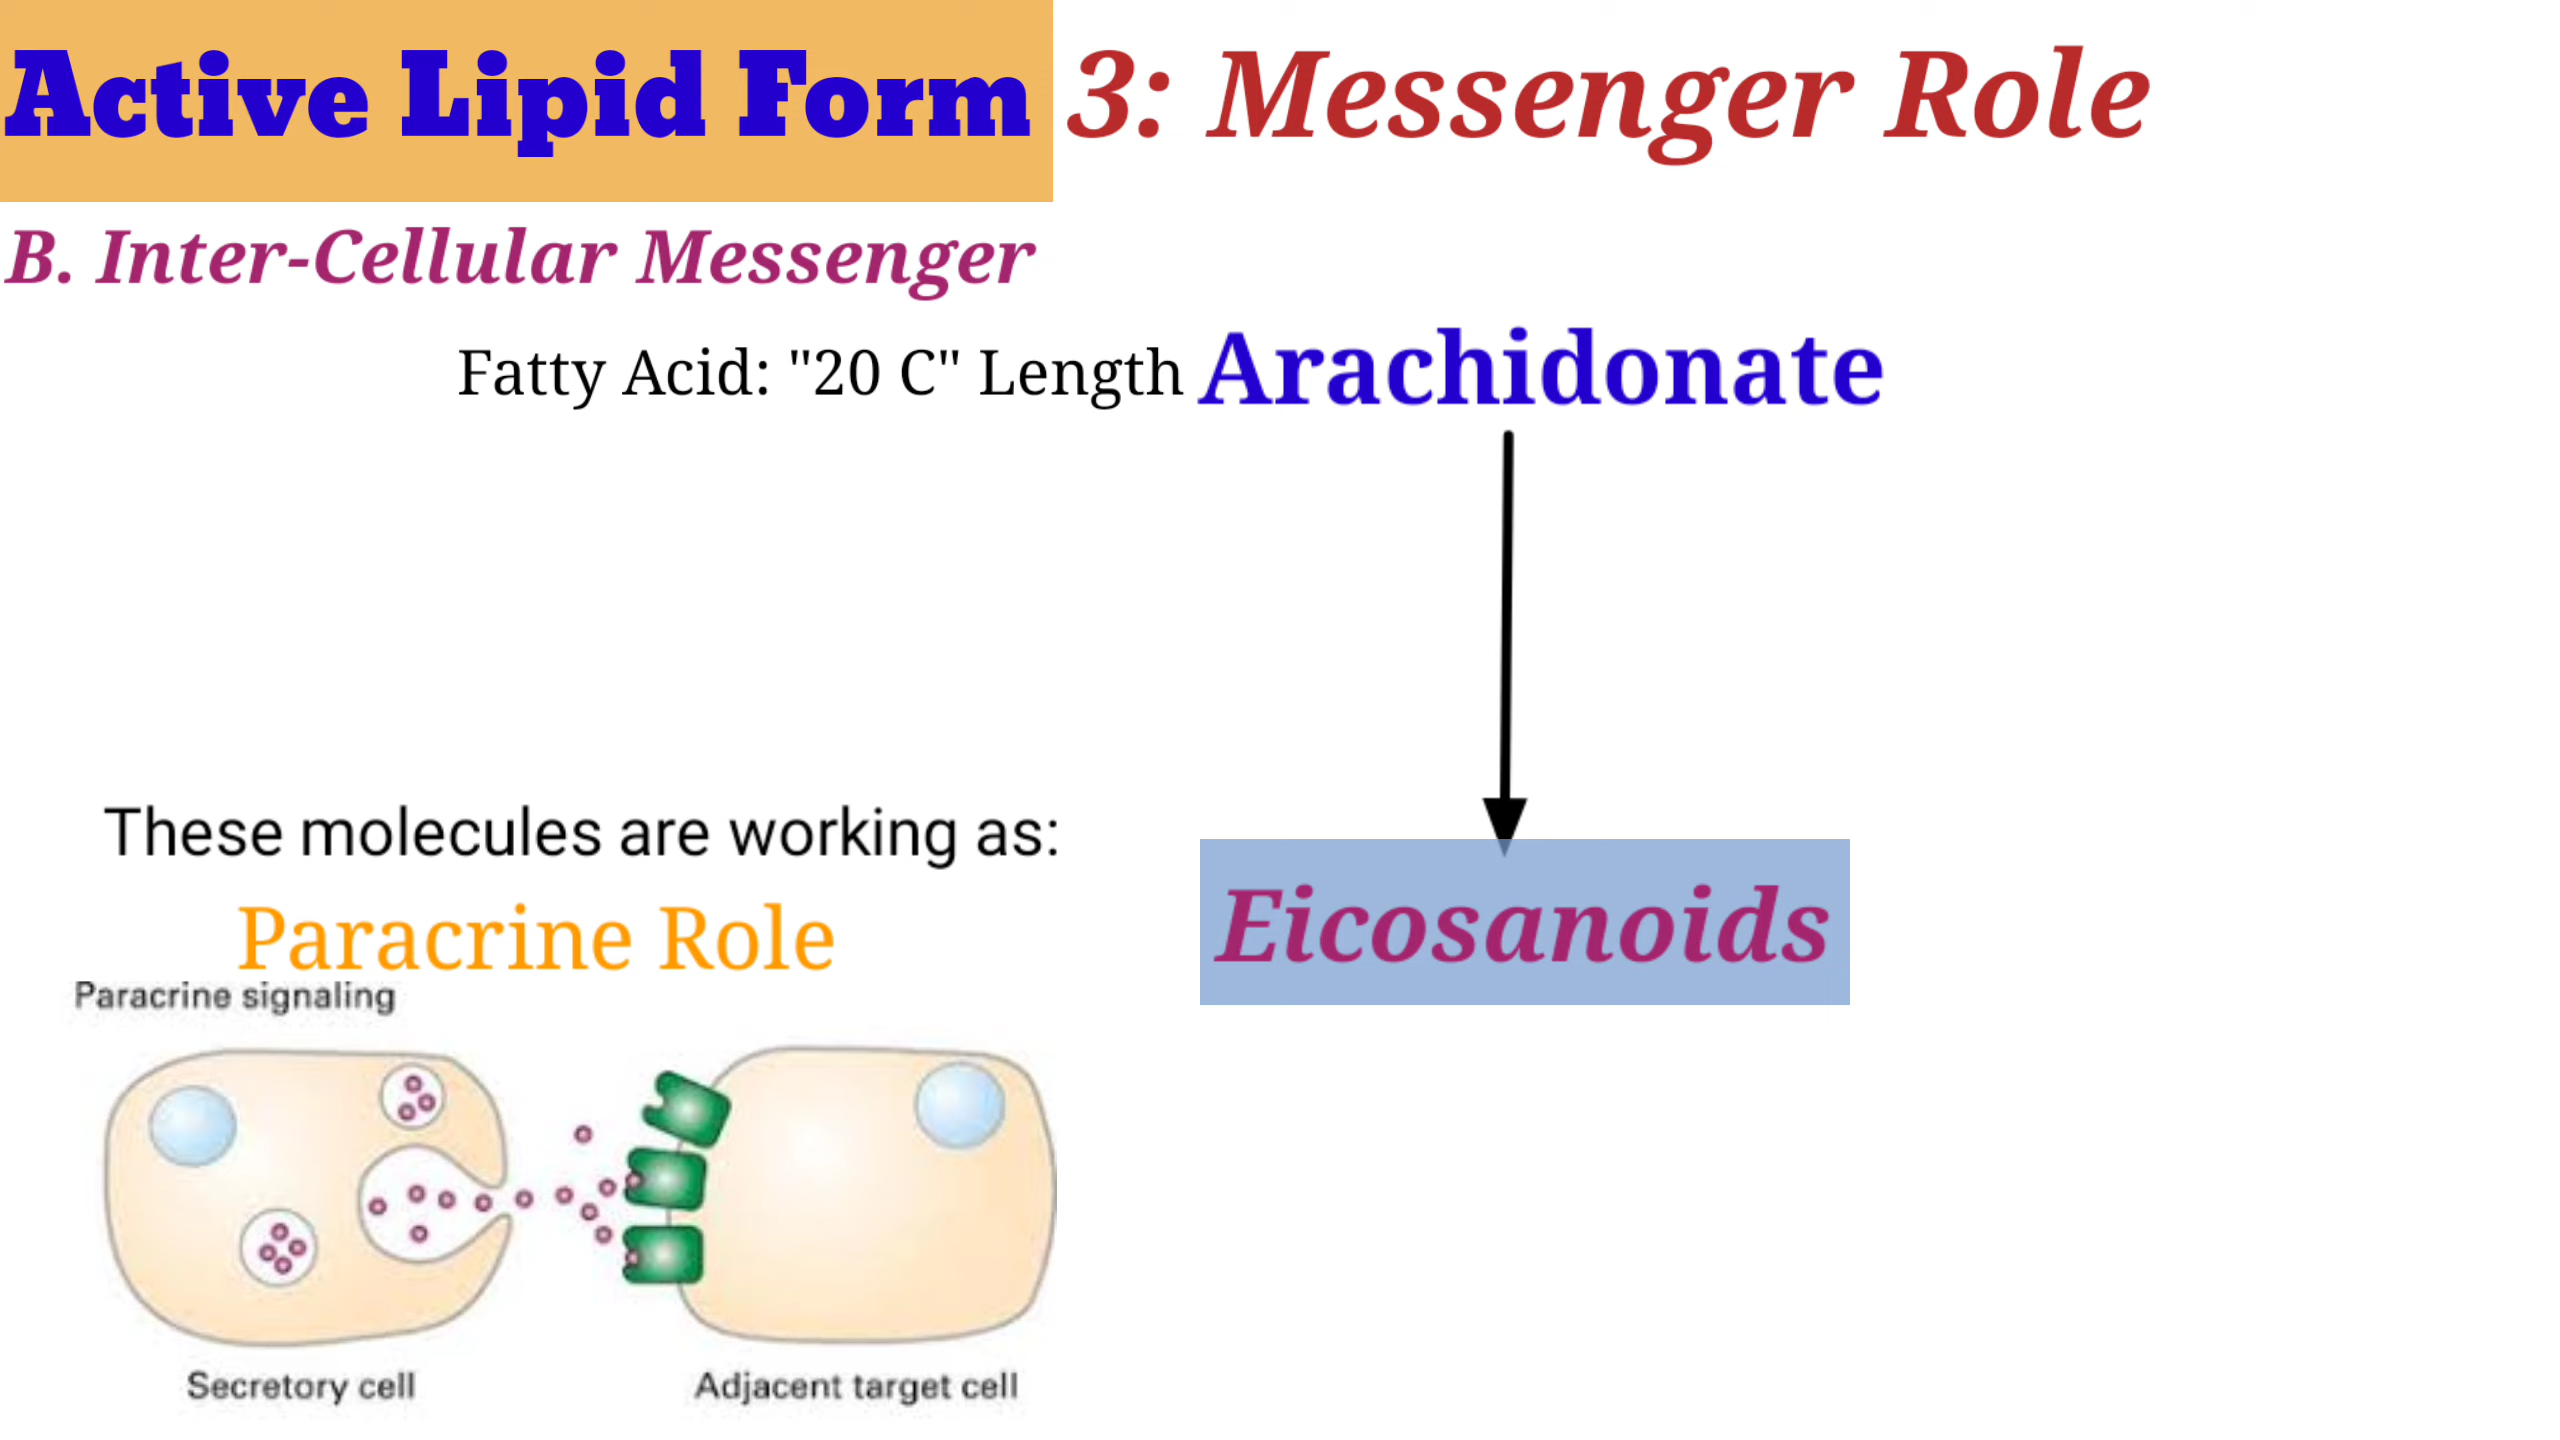 Active Lipid Form 3: Messenger Role
B. Inter-Cellular Messenger
Fatty Acid: "20 C" Length Arachidonate
These molecules are working as:
Eicosanoids
Paracrine Role
Paracrine signaling
Secretory cell
Adjacent target cell